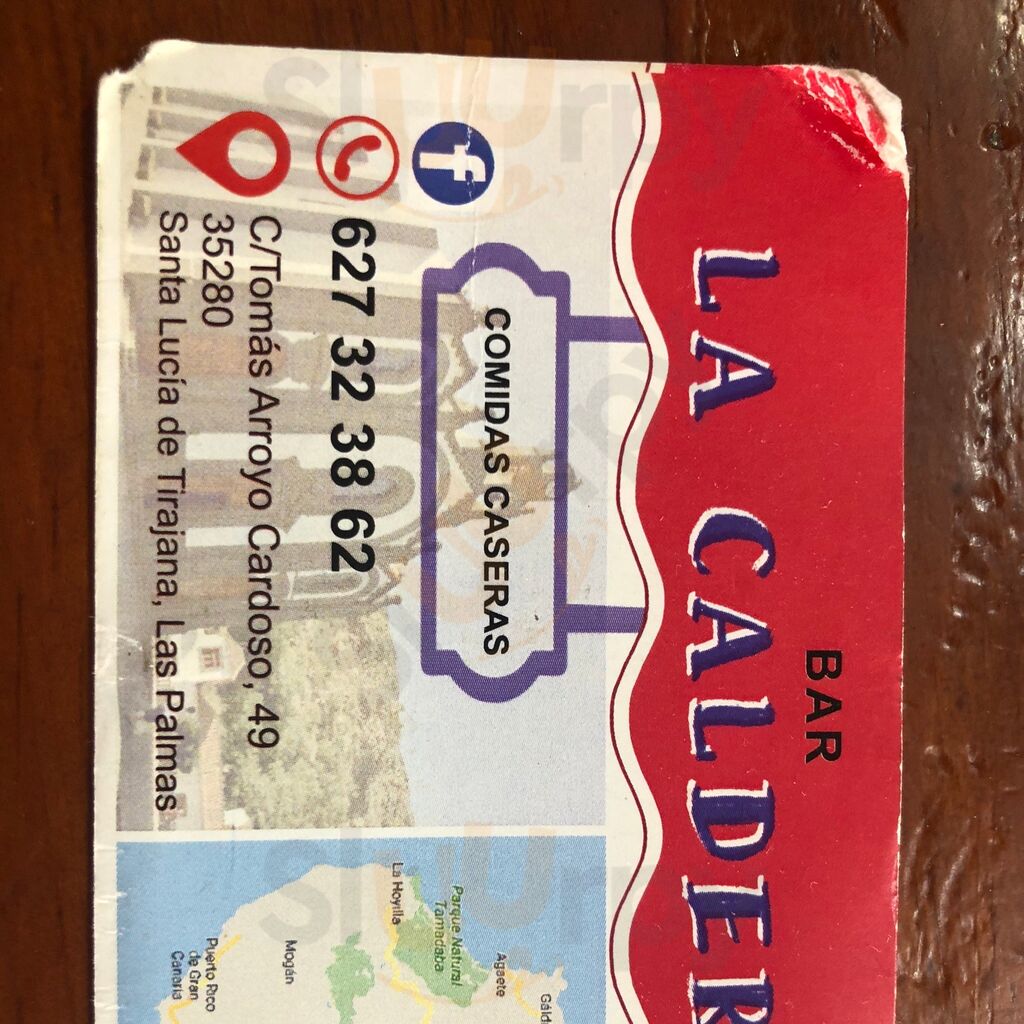 BAR
LA CALDER
COMIDAS CASERAS
627 32 38 62
C/Tomás Arroyo Cardoso, 49
35280
Santa Lucía de Tirajana, Las Palmas
Gáld
Agaete
Parque Natural
Tamadaba
La Hoyilla
Mogán
Puerto Rico
de Gran
Canaria